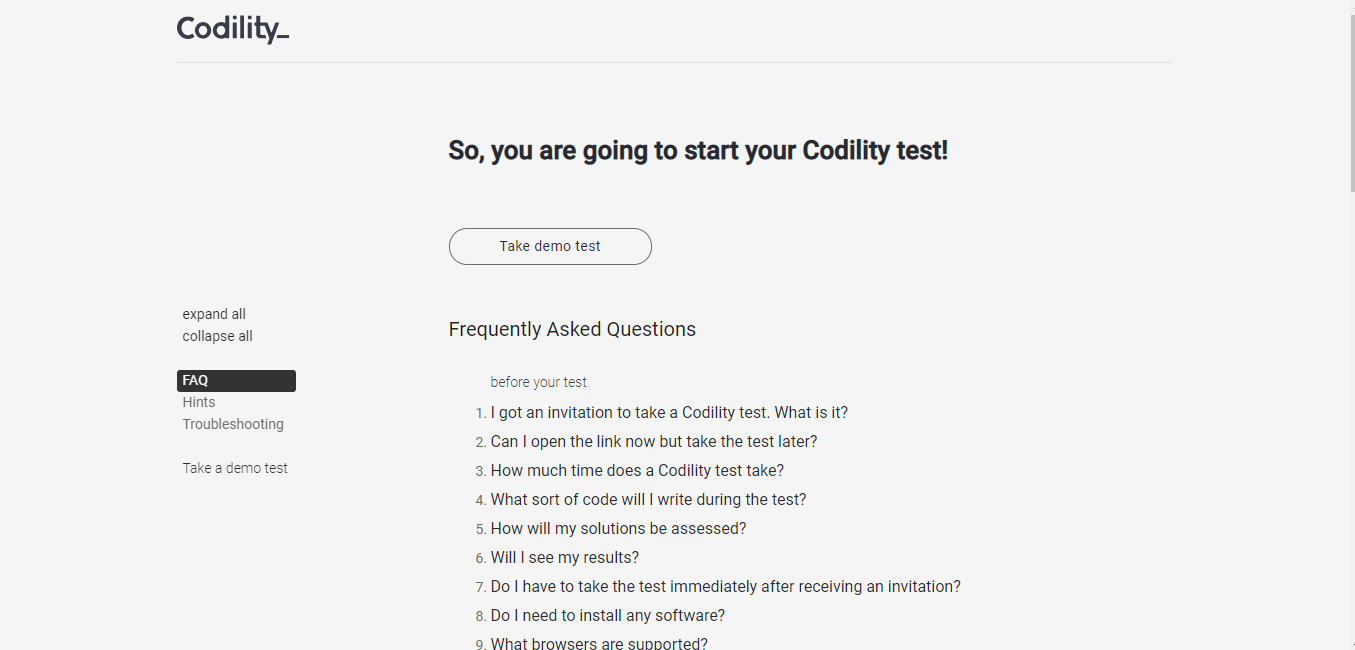 Codility_
So, you are going to start your Codility test!
Take demo test
expand all
collapse all
FAQ
Hints
Troubleshooting
Take a demo test
Frequently Asked Questions
before your test
1. I got an invitation to take a Codility test. What is it?
2. Can I open the link now but take the test later?
3. How much time does a Codility test take?
4. What sort of code will I write during the test?
5. How will my solutions be assessed?
6. Will I see my results?
7. Do I have to take the test immediately after receiving an invitation?
8. Do I need to install any software?
9. What browsers are supported?